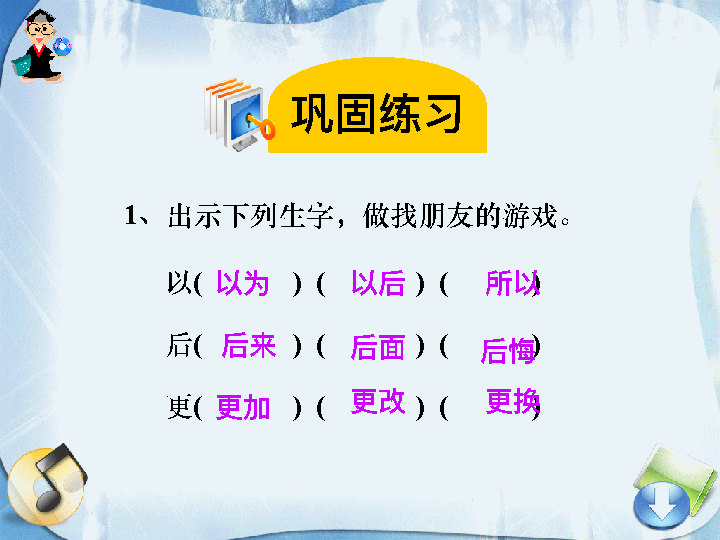 巩固练习
1、出示下列生字，做找朋友的游戏。
以( 以为 ) ( 以后 ) ( 所以 )
后( 后来 ) ( 后面 ) ( 后悔 )
更( 更加 ) ( 更改 ) ( 更换 )